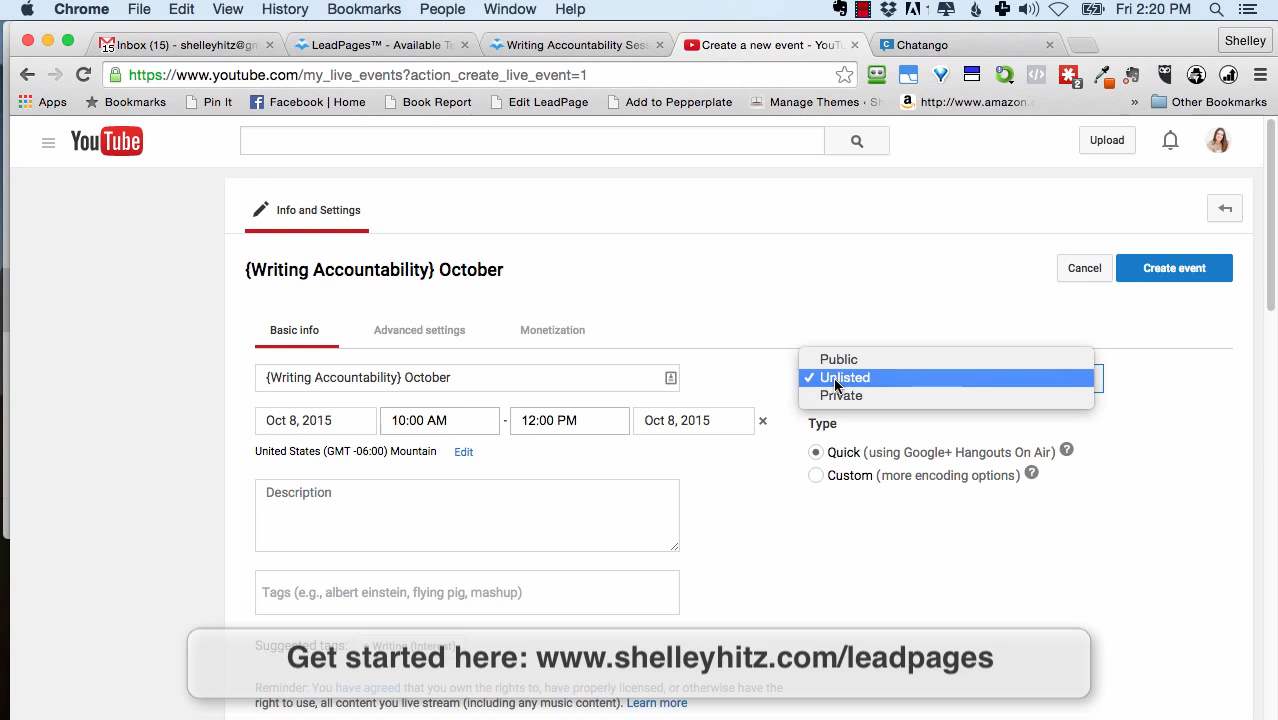 Chrome File Edit View History Bookmarks People Window Help 1 Fri 2:20 PM
15 Inbox (15) - shelleyhitz@gm LeadPages™ - Available Te Writing Accountability Ses Create a new event - YouTu Chatango Shelley
https://www.youtube.com/my_live_events?action_create_live_event=1
2
Apps Bookmarks Pin It Facebook | Home Book Report Edit LeadPage Add to Pepperplat Manage Themes ‹ Sh http://www.amazon.c » Other Bookmarks
YouTube Upload
Info and Settings
{Writing Accountability} October Cancel Create event
Basic info Advanced settings Monetization
Public
{Writing Accountability} October Unlisted
Private
Oct 8, 2015 10:00 AM - 12:00 PM Oct 8, 2015 Type
United States (GMT -06:00) Mountain Edit Quick (using Google+ Hangouts On Air) ?
Custom (more encoding options) ?
Description
Tags (e.g., albert einstein, flying pig, mashup)
Suggested tags: + Writing (Interest)
Get started here: www.shelleyhitz.com/leadpages
Reminder: You have agreed that you own the rights to, have properly licensed, or otherwise have the
right to use, all content you live stream (including any music content). Learn more